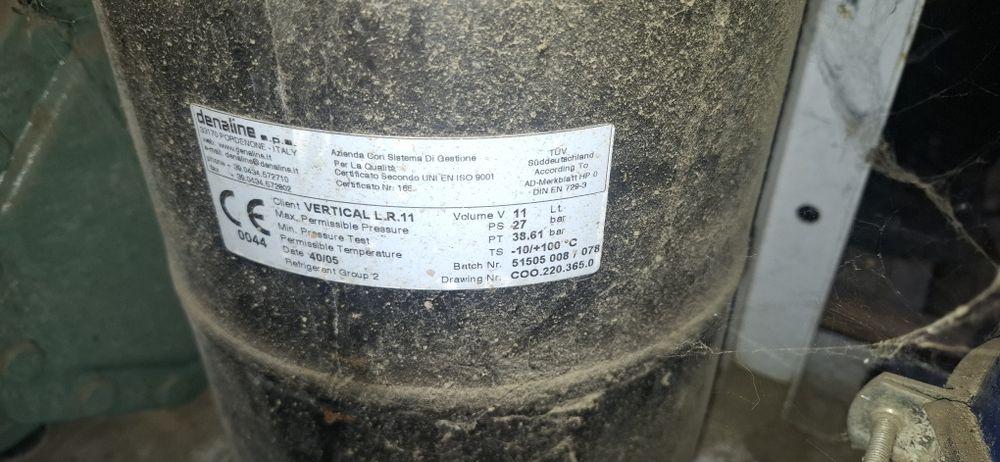 denaline s.p.a.
33170 PORDENONE - ITALY
web: www.denaline.it
e-mail: denaline@denaline.it
phone + 39.0434.572710
+ 39.0434.572802
Azienda Con Sistema Di Gestione
Per La Qualità
Certificato Secondo UNI EN ISO 9001
Certificato Nr. 166
TÜV
Süddeutschland
According To
AD-Merkblatt HP 0
DIN EN 729-3
CE
0044
Client VERTICAL L.R.11 Volume V 11 Lt.
Max. Permissible Pressure PS 27 bar
Min. Pressure Test PT 38.61 bar
Permissible Temperature TS -10/+100 °C
Date 40/05 Batch Nr. 51505 008 / 078
Refrigerant Group 2 Drawing Nr. COO.220.365.0